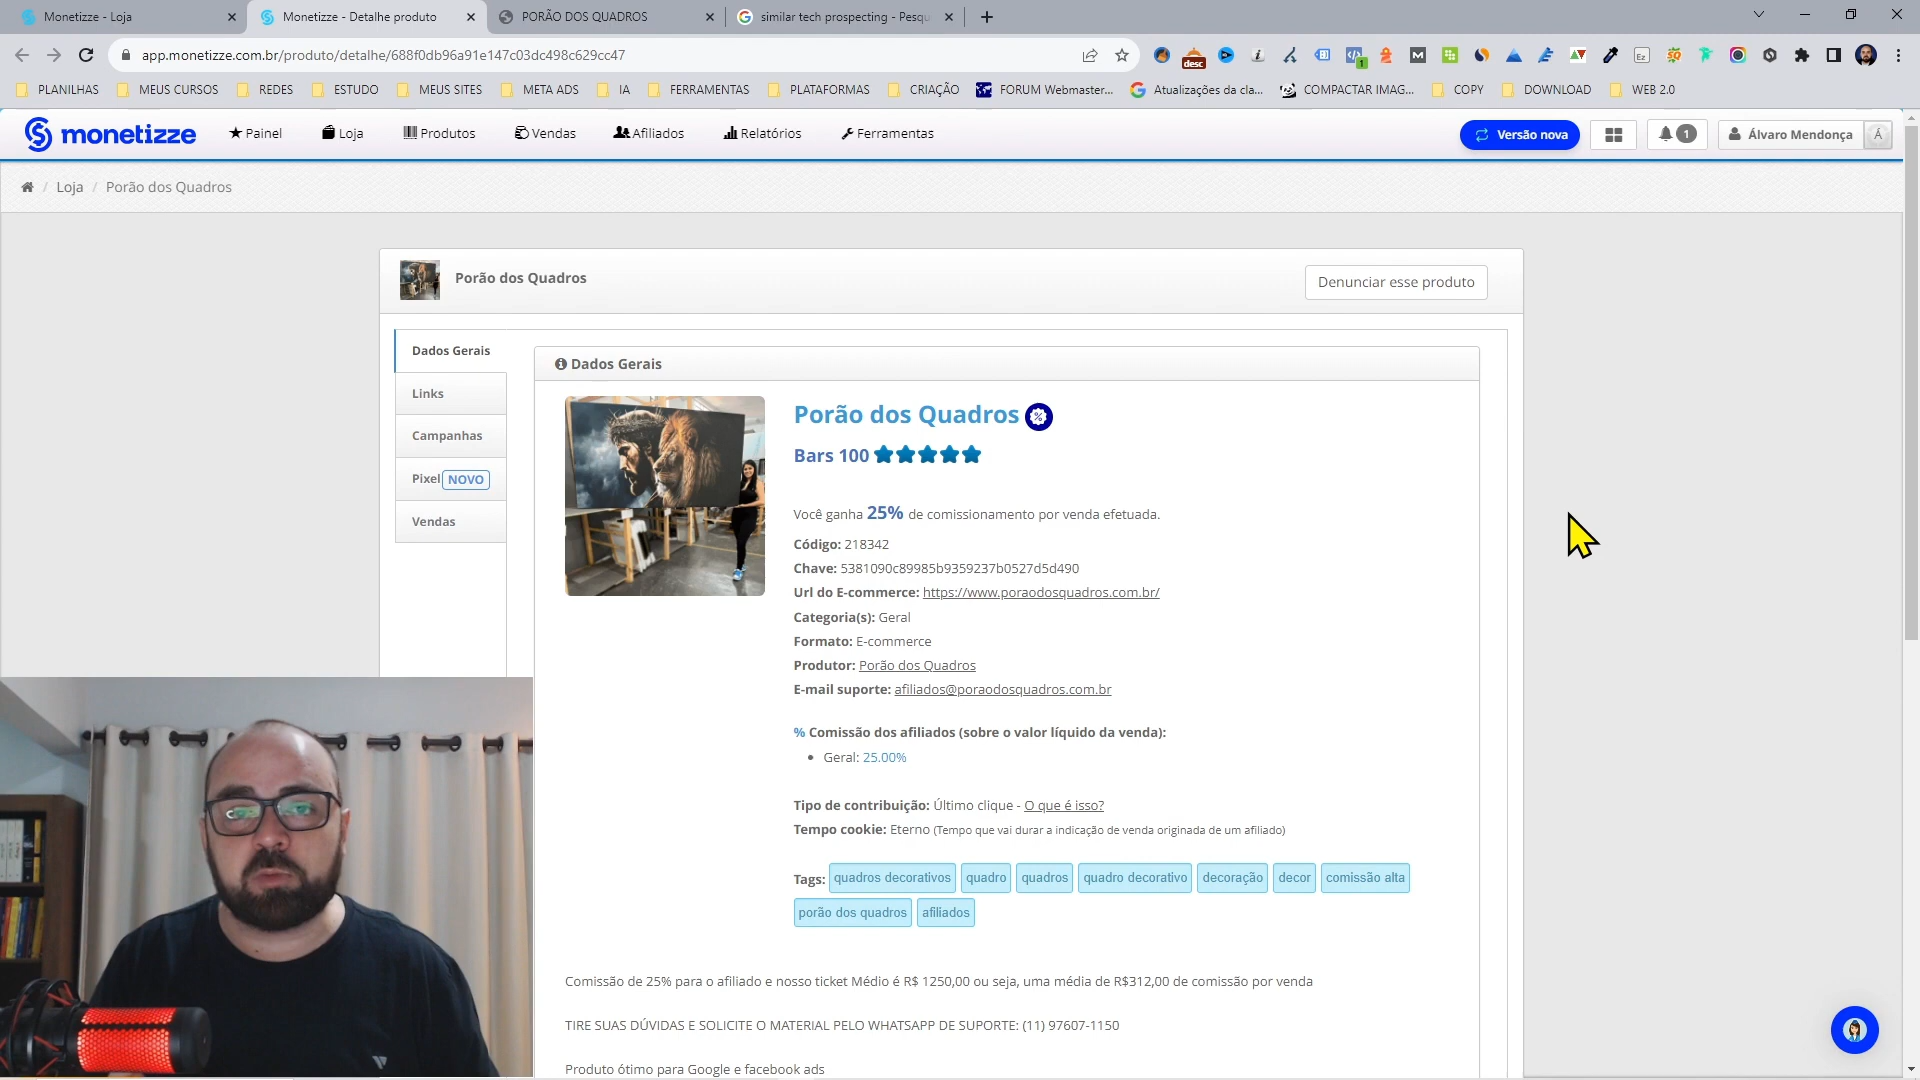 Monetizze - Loja
Monetizze - Detalhe produto
PORÃO DOS QUADROS
similar tech prospecting - Pesqu
app.monetizze.com.br/produto/detalhe/688f0db96a91e147c03dc498c629cc47
desc
1
Ez
PLANILHAS
MEUS CURSOS
REDES
ESTUDO
MEUS SITES
META ADS
IA
FERRAMENTAS
PLATAFORMAS
CRIAÇÃO
FORUM Webmaster...
Atualizações da cla...
COMPACTAR IMAG...
COPY
DOWNLOAD
WEB 2.0
monetizze
Painel
Loja
Produtos
Vendas
Afiliados
Relatórios
Ferramentas
Versão nova
1
Álvaro Mendonça
Á
/ Loja / Porão dos Quadros
Porão dos Quadros
Denunciar esse produto
Dados Gerais
Links
Campanhas
Pixel NOVO
Vendas
Dados Gerais
Porão dos Quadros
Bars 100
Você ganha 25% de comissionamento por venda efetuada.
Código: 218342
Chave: 5381090c89985b9359237b0527d5d490
Url do E-commerce: https://www.poraodosquadros.com.br/
Categoria(s): Geral
Formato: E-commerce
Produtor: Porão dos Quadros
E-mail suporte: afiliados@poraodosquadros.com.br
% Comissão dos afiliados (sobre o valor líquido da venda):
Geral: 25.00%
Tipo de contribuição: Último clique - O que é isso?
Tempo cookie: Eterno (Tempo que vai durar a indicação de venda originada de um afiliado)
Tags: quadros decorativos quadro quadros quadro decorativo decoração decor comissão alta
porão dos quadros afiliados
Comissão de 25% para o afiliado e nosso ticket Médio é R$ 1250,00 ou seja, uma média de R$312,00 de comissão por venda
TIRE SUAS DÚVIDAS E SOLICITE O MATERIAL PELO WHATSAPP DE SUPORTE: (11) 97607-1150
Produto ótimo para Google e facebook ads